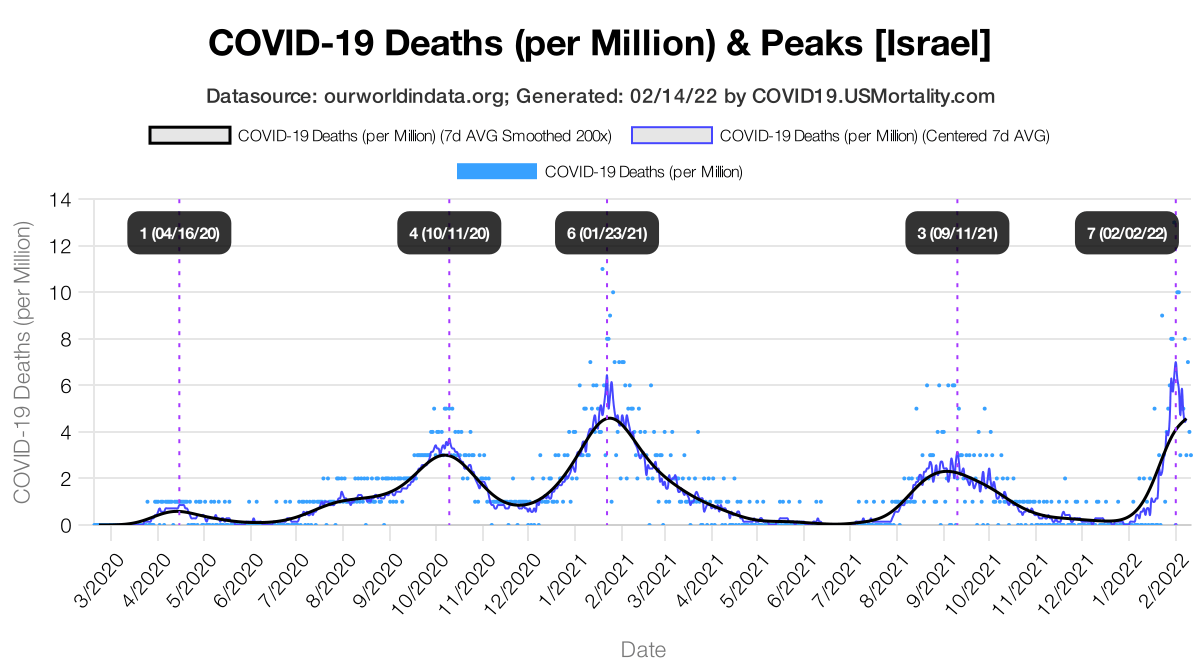 COVID-19 Deaths (per Million) & Peaks [Israel]
Datasource: ourworldindata.org; Generated: 02/14/22 by COVID19.USMortality.com
COVID-19 Deaths (per Million) (7d AVG Smoothed 200x) COVID-19 Deaths (per Million) (Centered 7d AVG)
COVID-19 Deaths (per Million)
COVID-19 Deaths (per Million)
14
12
10
8
6
4
2
0
1 (04/16/20) 4 (10/11/20) 6 (01/23/21) 3 (09/11/21) 7 (02/02/22)
3/2020 4/2020 5/2020 6/2020 7/2020 8/2020 9/2020 10/2020 11/2020 12/2020 1/2021 2/2021 3/2021 4/2021 5/2021 6/2021 7/2021 8/2021 9/2021 10/2021 11/2021 12/2021 1/2022 2/2022
Date